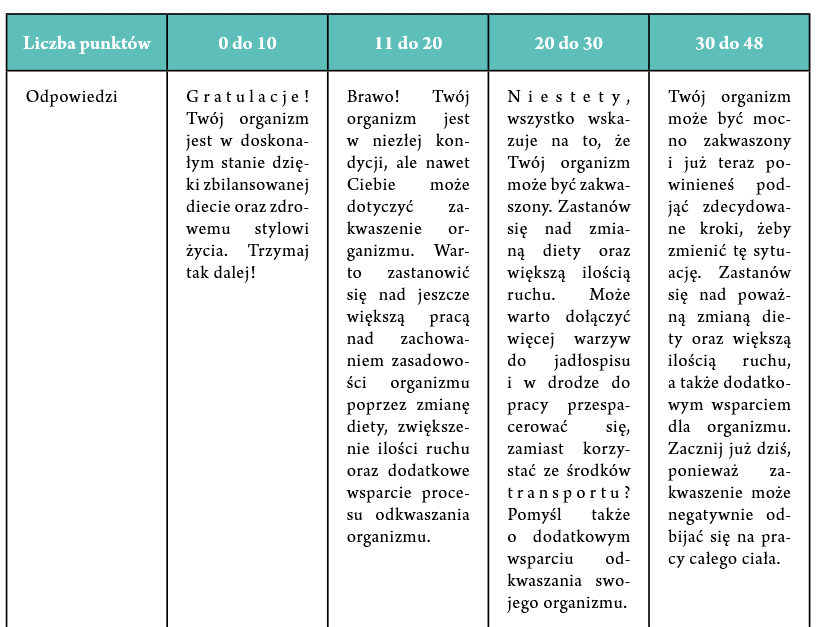 Liczba punktów
0 do 10
11 do 20
20 do 30
30 do 48
Odpowiedzi
Gratulacje!
Twój organizm
jest w doskona-
łym stanie dzię-
ki zbilansowanej
diecie oraz zdro-
wemu stylowi
życia. Trzymaj
tak dalej!
Brawo! Twój
organizm jest
w niezłej kon-
dycji, ale nawet
Ciebie może
dotyczyć za-
kwaszenie or-
ganizmu. War-
to zastanowić
się nad jeszcze
większą pracą
nad zachowa-
niem zasadowo-
ści organizmu
poprzez zmianę
diety, zwiększe-
nie ilości ruchu
oraz dodatkowe
wsparcie proce-
su odkwaszania
organizmu.
Niestety,
wszystko wska-
zuje na to, że
Twój organizm
może być zakwa-
szony. Zastanów
się nad zmia-
ną diety oraz
większą ilością
ruchu. Może
warto dołączyć
więcej warzyw
do jadłospisu
i w drodze do
pracy przespa-
cerować się,
zamiast korzy-
stać ze środków
transportu?
Pomyśl także
o dodatkowym
wsparciu od-
kwaszania swo-
jego organizmu.
Twój organizm
może być moc-
no zakwaszony
i już teraz po-
winieneś pod-
jąć zdecydowa-
ne kroki, żeby
zmienić tę sytu-
ację. Zastanów
się nad poważ-
ną zmianą die-
ty oraz większą
ilością ruchu,
a także dodatko-
wym wsparciem
dla organizmu.
Zacznij już dziś,
ponieważ za-
kwaszenie może
negatywnie od-
bijać się na pra-
cy całego ciała.